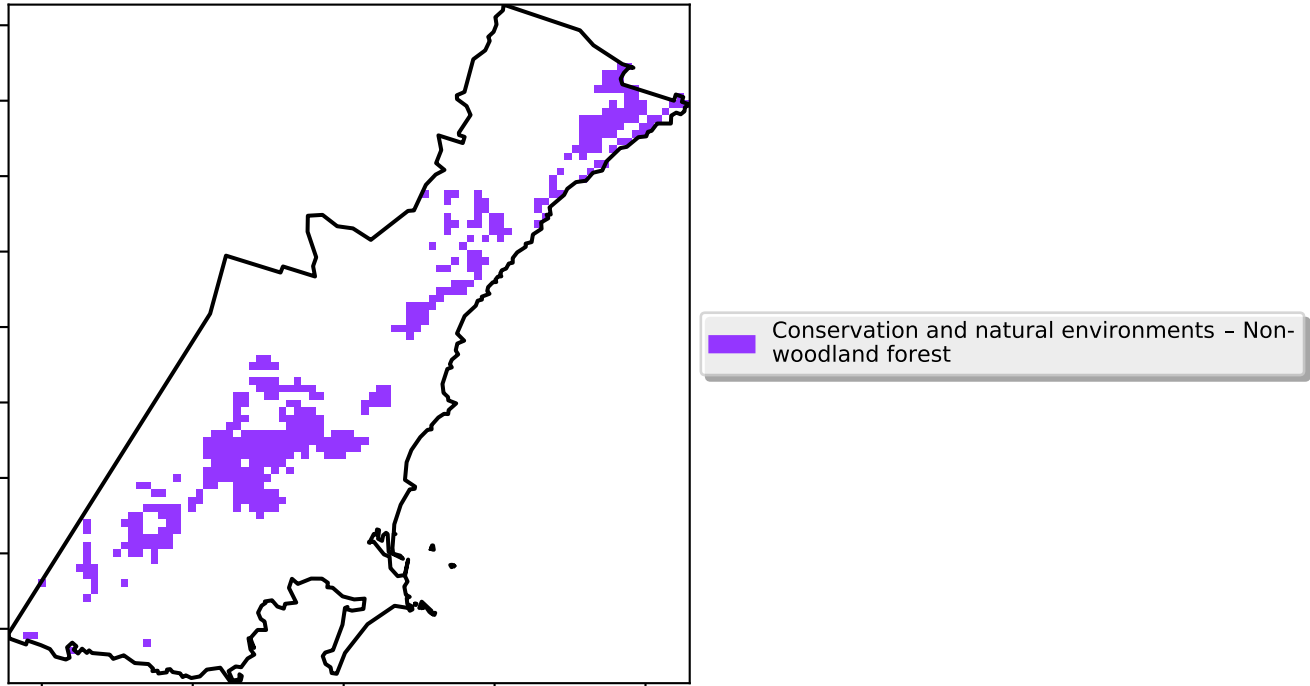 Conservation and natural environments – Non-
woodland forest